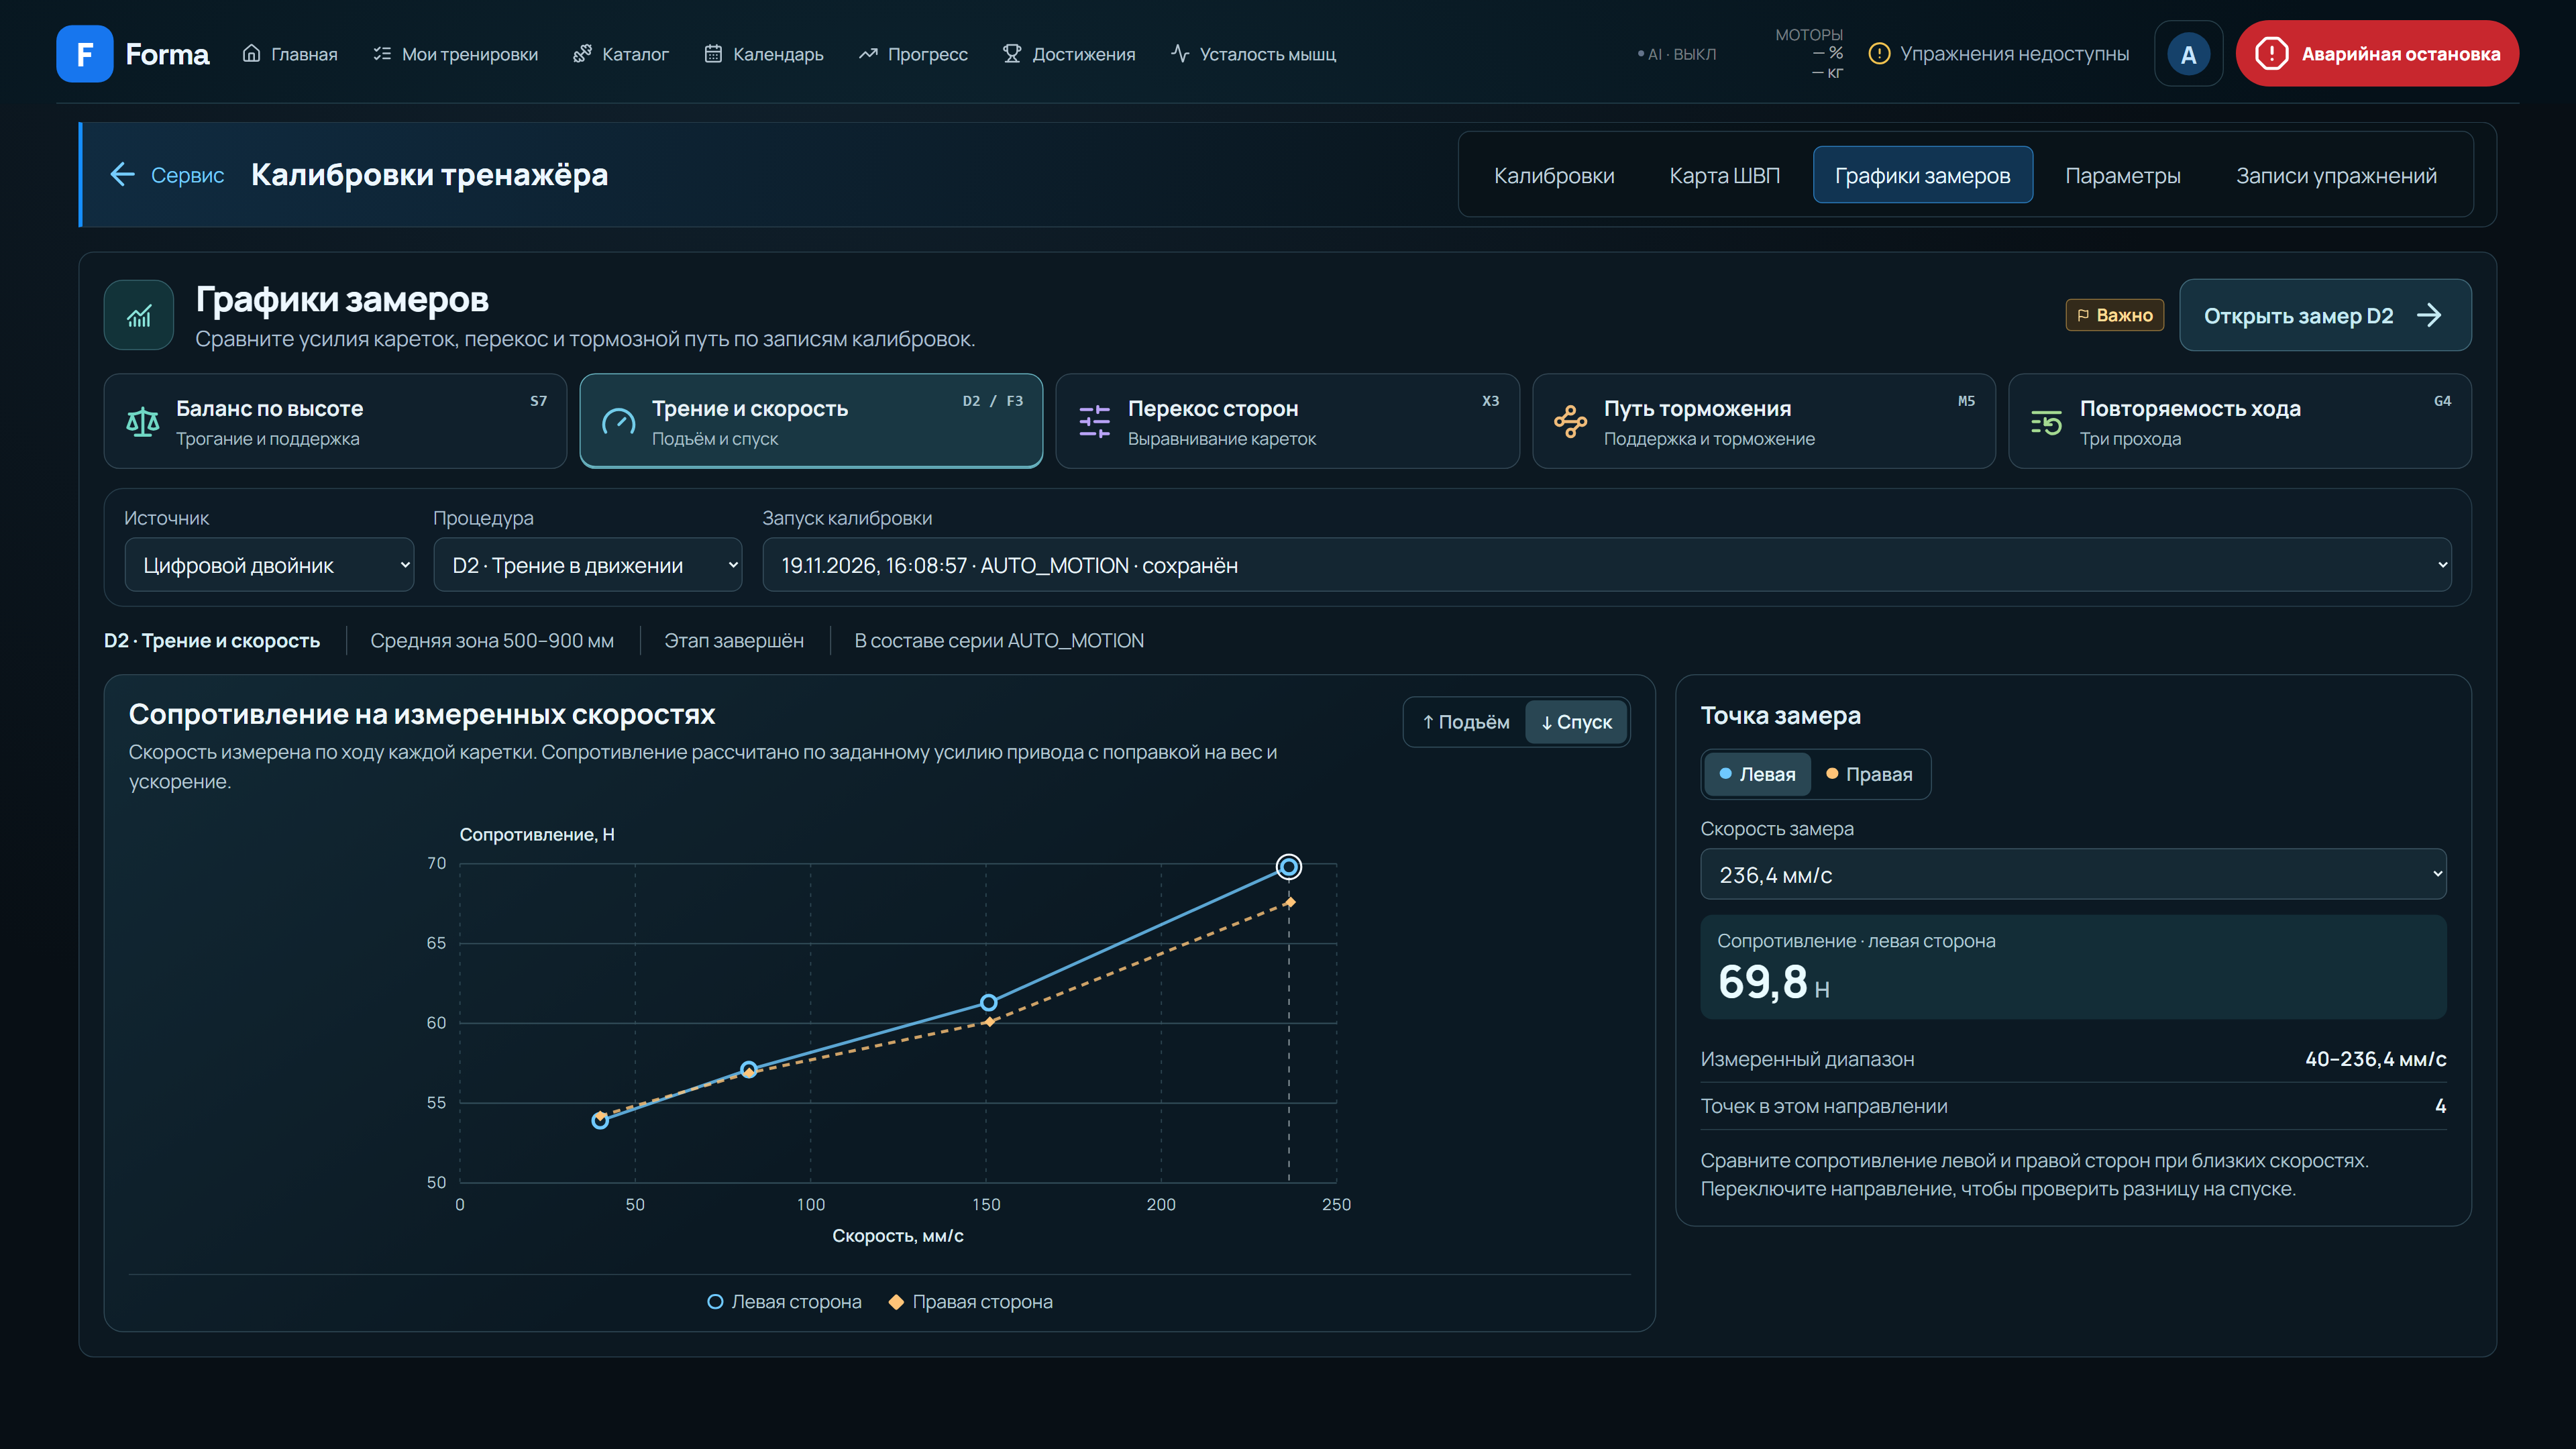 F Forma
Главная
Мои тренировки
Каталог
Календарь
Прогресс
Достижения
Усталость мышц
AI · ВЫКЛ
МОТОРЫ
— %
— кг
Упражнения недоступны
A
Аварийная остановка
← Сервис
Калибровки тренажёра
Калибровки
Карта ШВП
Графики замеров
Параметры
Записи упражнений
Графики замеров
Сравните усилия кареток, перекос и тормозной путь по записям калибровок.
Важно
Открыть замер D2 →
Баланс по высоте
S7
Трогание и поддержка
Трение и скорость
D2 / F3
Подъём и спуск
Перекос сторон
X3
Выравнивание кареток
Путь торможения
M5
Поддержка и торможение
Повторяемость хода
G4
Три прохода
Источник
Цифровой двойник
Процедура
D2 · Трение в движении
Запуск калибровки
19.11.2026, 16:08:57 · AUTO_MOTION · сохранён
D2 · Трение и скорость
Средняя зона 500–900 мм
Этап завершён
В составе серии AUTO_MOTION
Сопротивление на измеренных скоростях
Скорость измерена по ходу каждой каретки. Сопротивление рассчитано по заданному усилию привода с поправкой на вес и
ускорение.
↑ Подъём
↓ Спуск
Сопротивление, Н
70
65
60
55
50
0
50
100
150
200
250
Скорость, мм/с
Левая сторона
Правая сторона
Точка замера
Левая
Правая
Скорость замера
236,4 мм/с
Сопротивление · левая сторона
69,8 Н
Измеренный диапазон
40–236,4 мм/с
Точек в этом направлении
4
Сравните сопротивление левой и правой сторон при близких скоростях.
Переключите направление, чтобы проверить разницу на спуске.